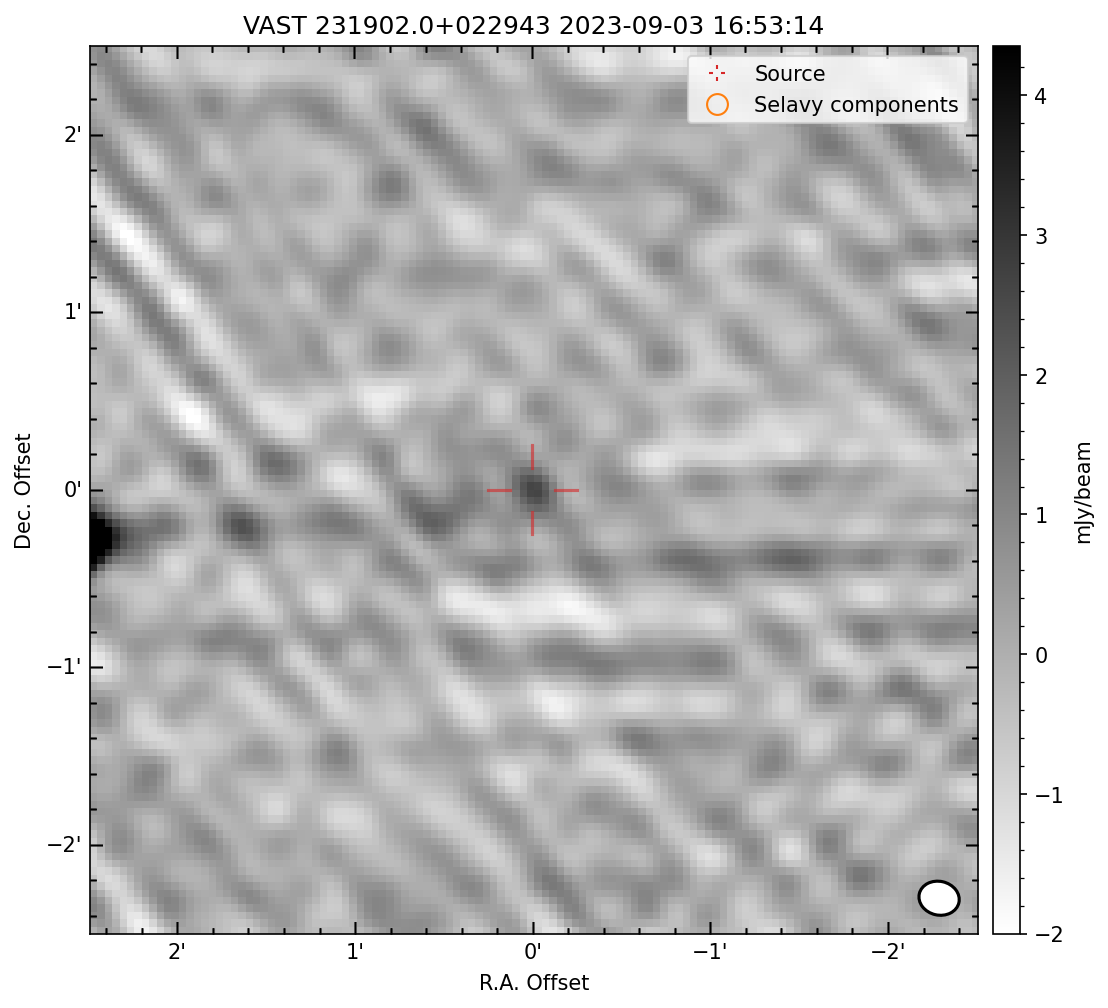 VAST 231902.0+022943 2023-09-03 16:53:14
Source
Selavy components
2'
1'
0'
−1'
−2'
Dec. Offset
2'
1'
0'
−1'
−2'
R.A. Offset
4
3
2
1
0
−1
−2
mJy/beam